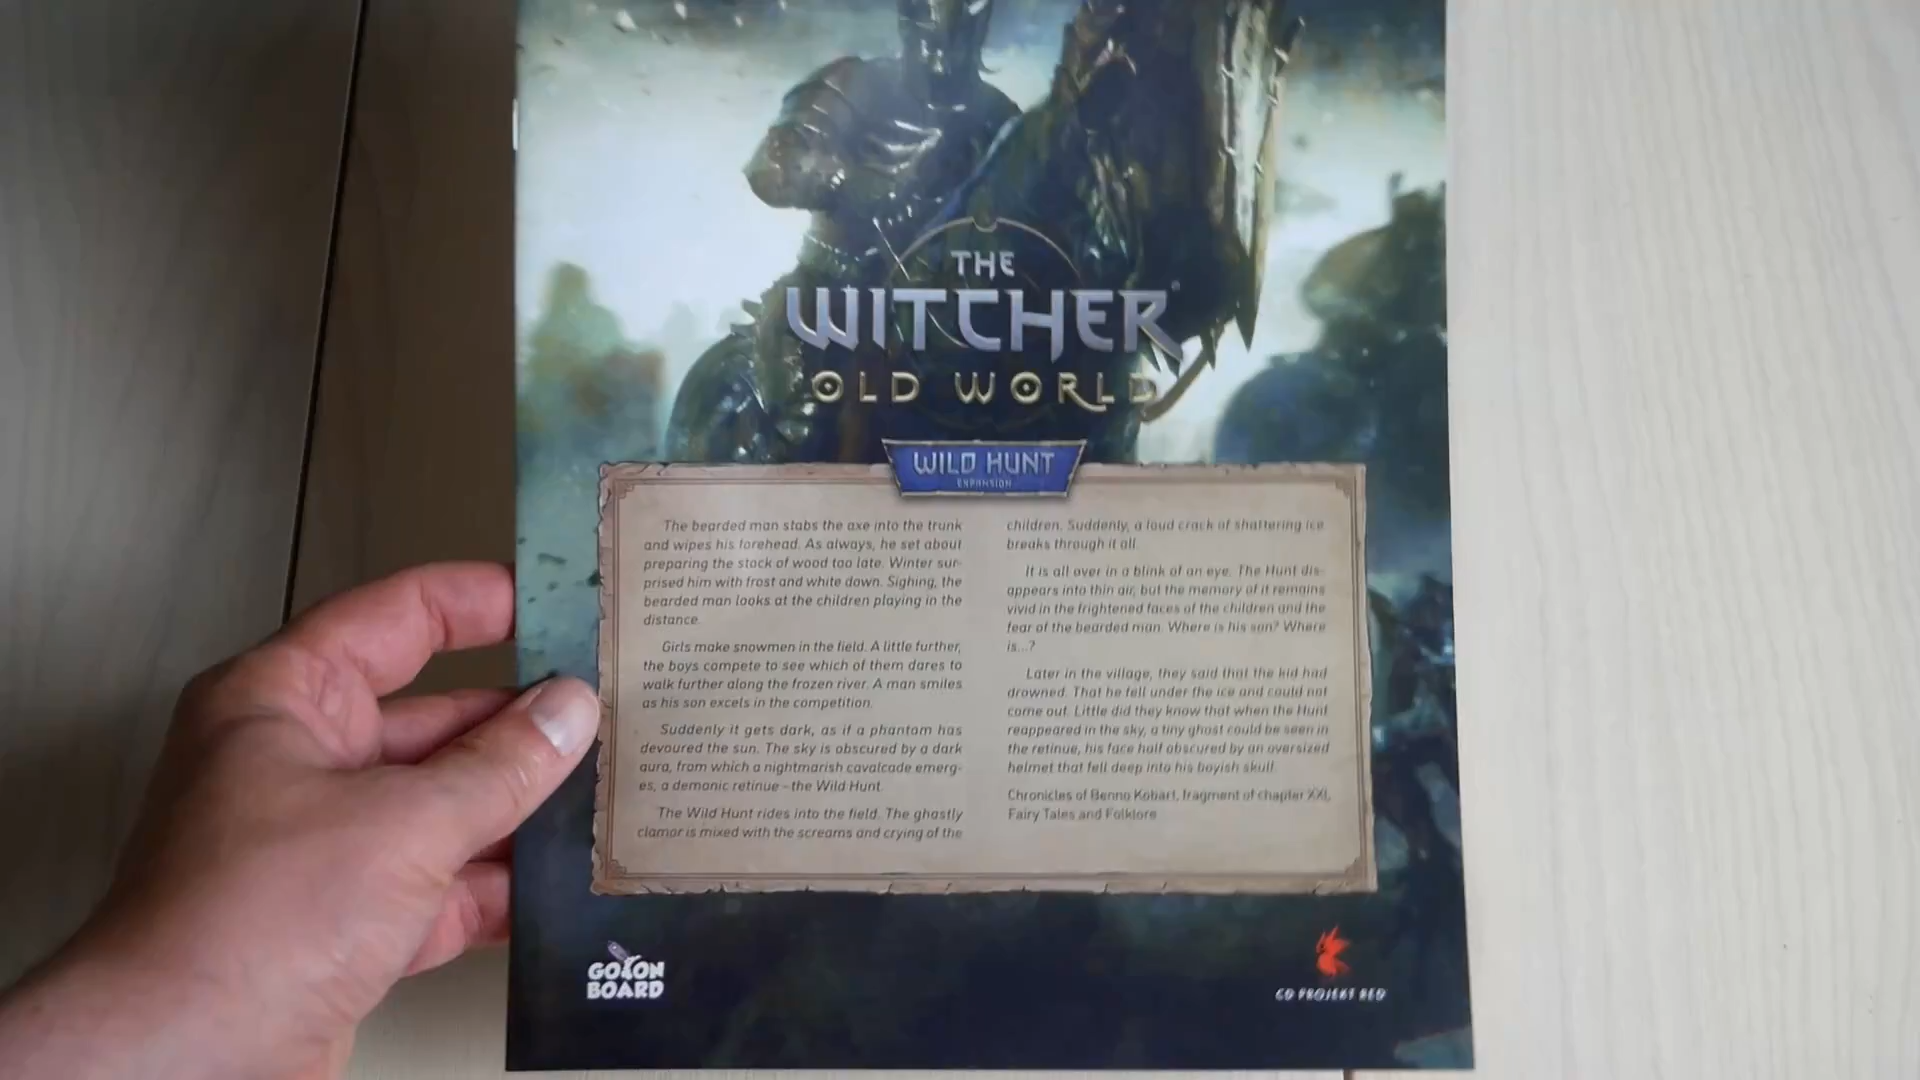 THE
WITCHER
OLD WORLD
WILD HUNT
EXPANSION
The bearded man stabs the axe into the trunk
and wipes his forehead. As always, he set about
preparing the stock of wood too late. Winter sur-
prised him with frost and white down. Sighing, the
bearded man looks at the children playing in the
distance.
Girls make snowmen in the field. A little further,
the boys compete to see which of them dares to
walk further along the frozen river. A man smiles
as his son excels in the competition.
Suddenly it gets dark, as if a phantom has
devoured the sun. The sky is obscured by a dark
aura, from which a nightmarish cavalcade emerg-
es, a demonic retinue – the Wild Hunt.
The Wild Hunt rides into the field. The ghastly
clamor is mixed with the screams and crying of the
children. Suddenly, a loud crack of shattering ice
breaks through it all.
It is all over in a blink of an eye. The Hunt dis-
appears into thin air, but the memory of it remains
vivid in the frightened faces of the children and the
fear of the bearded man. Where is his son? Where
is...?
Later in the village, they said that the kid had
drowned. That he fell under the ice and could not
come out. Little did they know that when the Hunt
reappeared in the sky, a tiny ghost could be seen in
the retinue, his face half obscured by an oversized
helmet that fell deep into his boyish skull.
Chronicles of Benno Kobart, fragment of chapter XXI,
Fairy Tales and Folklore
GO ON
BOARD
CD PROJEKT RED